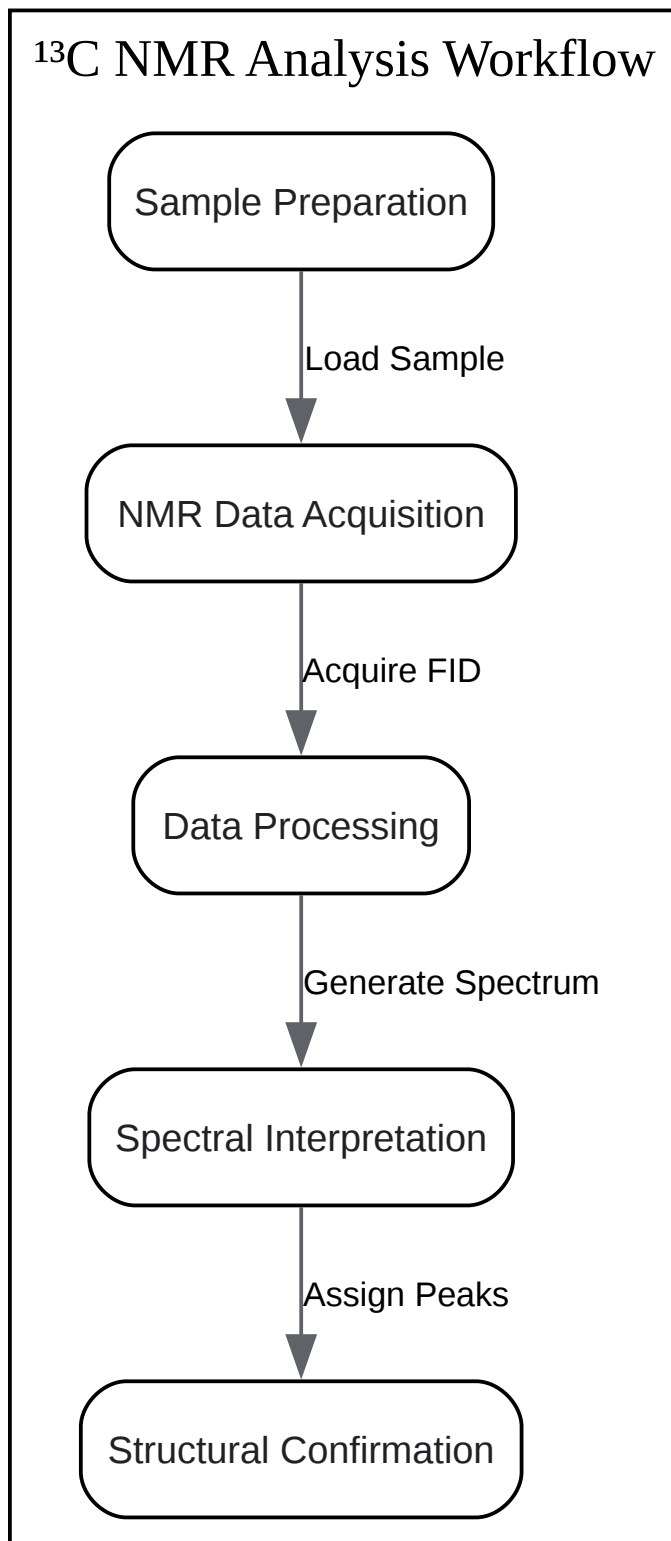 ¹³C NMR Analysis Workflow
Sample Preparation
Load Sample
NMR Data Acquisition
Acquire FID
Data Processing
Generate Spectrum
Spectral Interpretation
Assign Peaks
Structural Confirmation